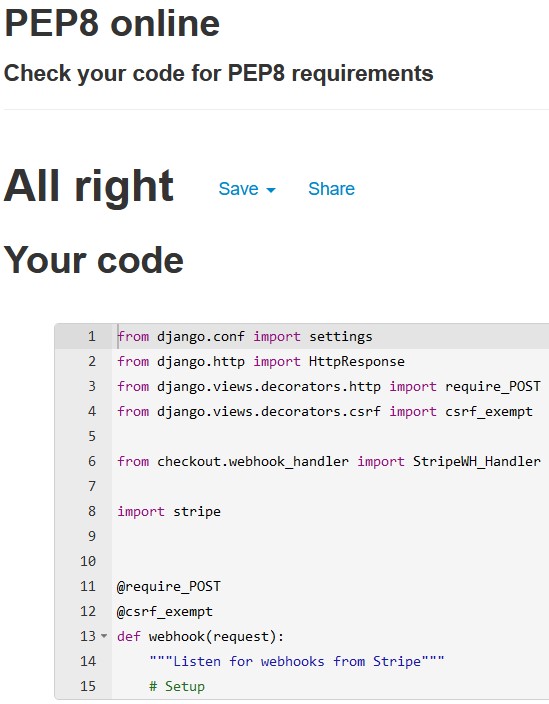 PEP8 online
Check your code for PEP8 requirements
All right Save Share
Your code
1 from django.conf import settings
2 from django.http import HttpResponse
3 from django.views.decorators.http import require_POST
4 from django.views.decorators.csrf import csrf_exempt
5
6 from checkout.webhook_handler import StripeWH_Handler
7
8 import stripe
9
10
11 @require_POST
12 @csrf_exempt
13 def webhook(request):
14     """Listen for webhooks from Stripe"""
15     # Setup